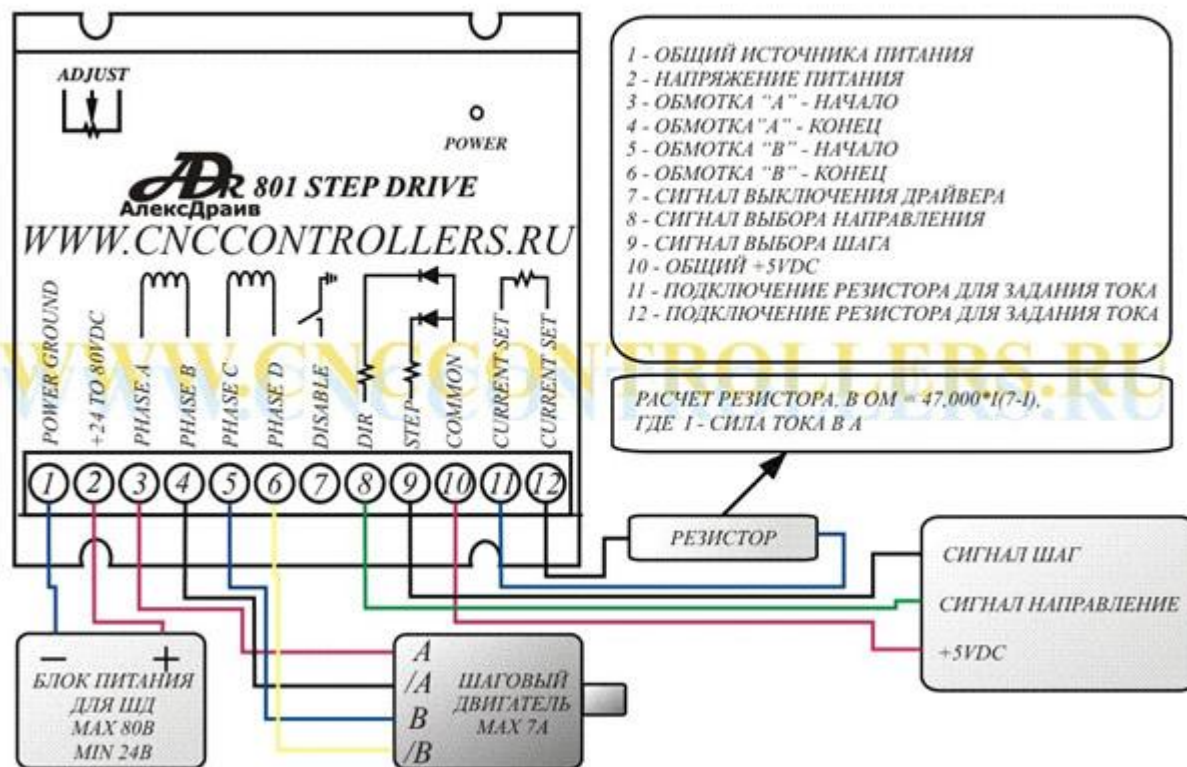 ADJUST
POWER
ADR 801 STEP DRIVE
АлексДраив
WWW.CNCCONTROLLERS.RU
POWER GROUND
+24 TO 80VDC
PHASE A
PHASE B
PHASE C
PHASE D
DISABLE
DIR
STEP
COMMON
CURRENT SET
CURRENT SET
1 2 3 4 5 6 7 8 9 10 11 12
1 - ОБЩИЙ ИСТОЧНИКА ПИТАНИЯ
2 - НАПРЯЖЕНИЕ ПИТАНИЯ
3 - ОБМОТКА "А" - НАЧАЛО
4 - ОБМОТКА"А" - КОНЕЦ
5 - ОБМОТКА "В" - НАЧАЛО
6 - ОБМОТКА "В" - КОНЕЦ
7 - СИГНАЛ ВЫКЛЮЧЕНИЯ ДРАЙВЕРА
8 - СИГНАЛ ВЫБОРА НАПРАВЛЕНИЯ
9 - СИГНАЛ ВЫБОРА ШАГА
10 - ОБЩИЙ +5VDC
11 - ПОДКЛЮЧЕНИЕ РЕЗИСТОРА ДЛЯ ЗАДАНИЯ ТОКА
12 - ПОДКЛЮЧЕНИЕ РЕЗИСТОРА ДЛЯ ЗАДАНИЯ ТОКА
WWW.CNCCONTROLLERS.RU
РАСЧЕТ РЕЗИСТОРА, В ОМ = 47,000*I(7-I),
ГДЕ I - СИЛА ТОКА В А
РЕЗИСТОР
СИГНАЛ ШАГ
СИГНАЛ НАПРАВЛЕНИЕ
+5VDC
− +
БЛОК ПИТАНИЯ
ДЛЯ ШД
MAX 80В
MIN 24В
A
/A
B
/B
ШАГОВЫЙ
ДВИГАТЕЛЬ
MAX 7А